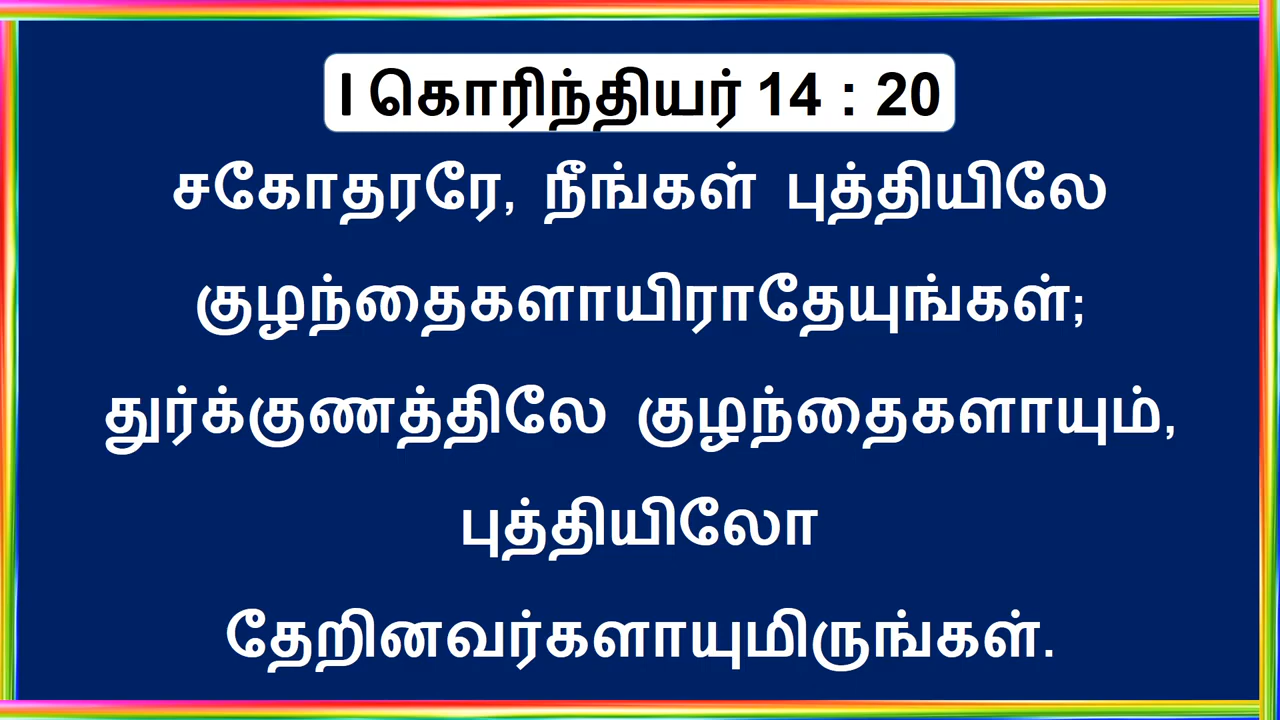 I கொரிந்தியர் 14 : 20
சகோதரரே, நீங்கள் புத்தியிலே
குழந்தைகளாயிராதேயுங்கள்;
துர்க்குணத்திலே குழந்தைகளாயும்,
புத்தியிலோ
தேறினவர்களாயுமிருங்கள்.